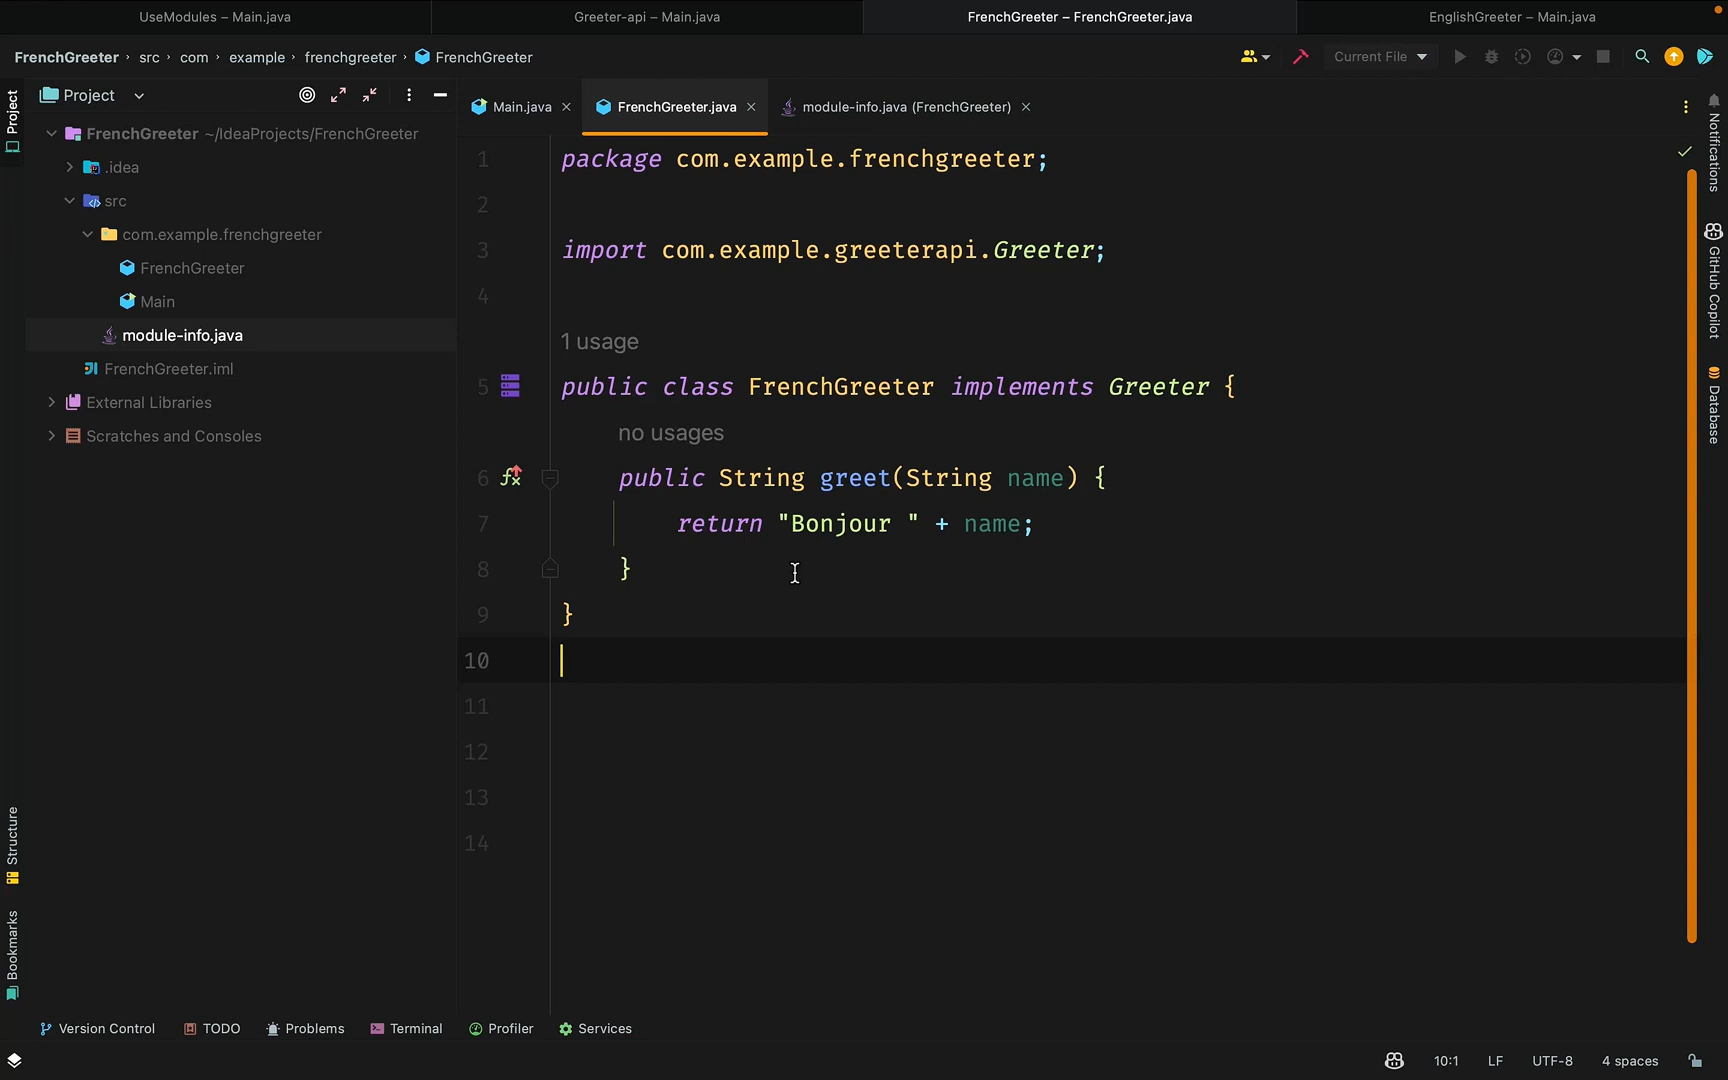 UseModules – Main.java
Greeter-api – Main.java
FrenchGreeter – FrenchGreeter.java
EnglishGreeter – Main.java
FrenchGreeter › src › com › example › frenchgreeter › FrenchGreeter
Current File
Project
Project
FrenchGreeter ~/IdeaProjects/FrenchGreeter
.idea
src
com.example.frenchgreeter
FrenchGreeter
Main
module-info.java
FrenchGreeter.iml
External Libraries
Scratches and Consoles
Structure
Bookmarks
Main.java
FrenchGreeter.java
module-info.java (FrenchGreeter)
1 package com.example.frenchgreeter;
2
3 import com.example.greeterapi.Greeter;
4
1 usage
5 public class FrenchGreeter implements Greeter {
no usages
6 public String greet(String name) {
7 return "Bonjour " + name;
8 }
9 }
10
11
12
13
14
Notifications
GitHub Copilot
Database
Version Control
TODO
Problems
Terminal
Profiler
Services
10:1
LF
UTF-8
4 spaces